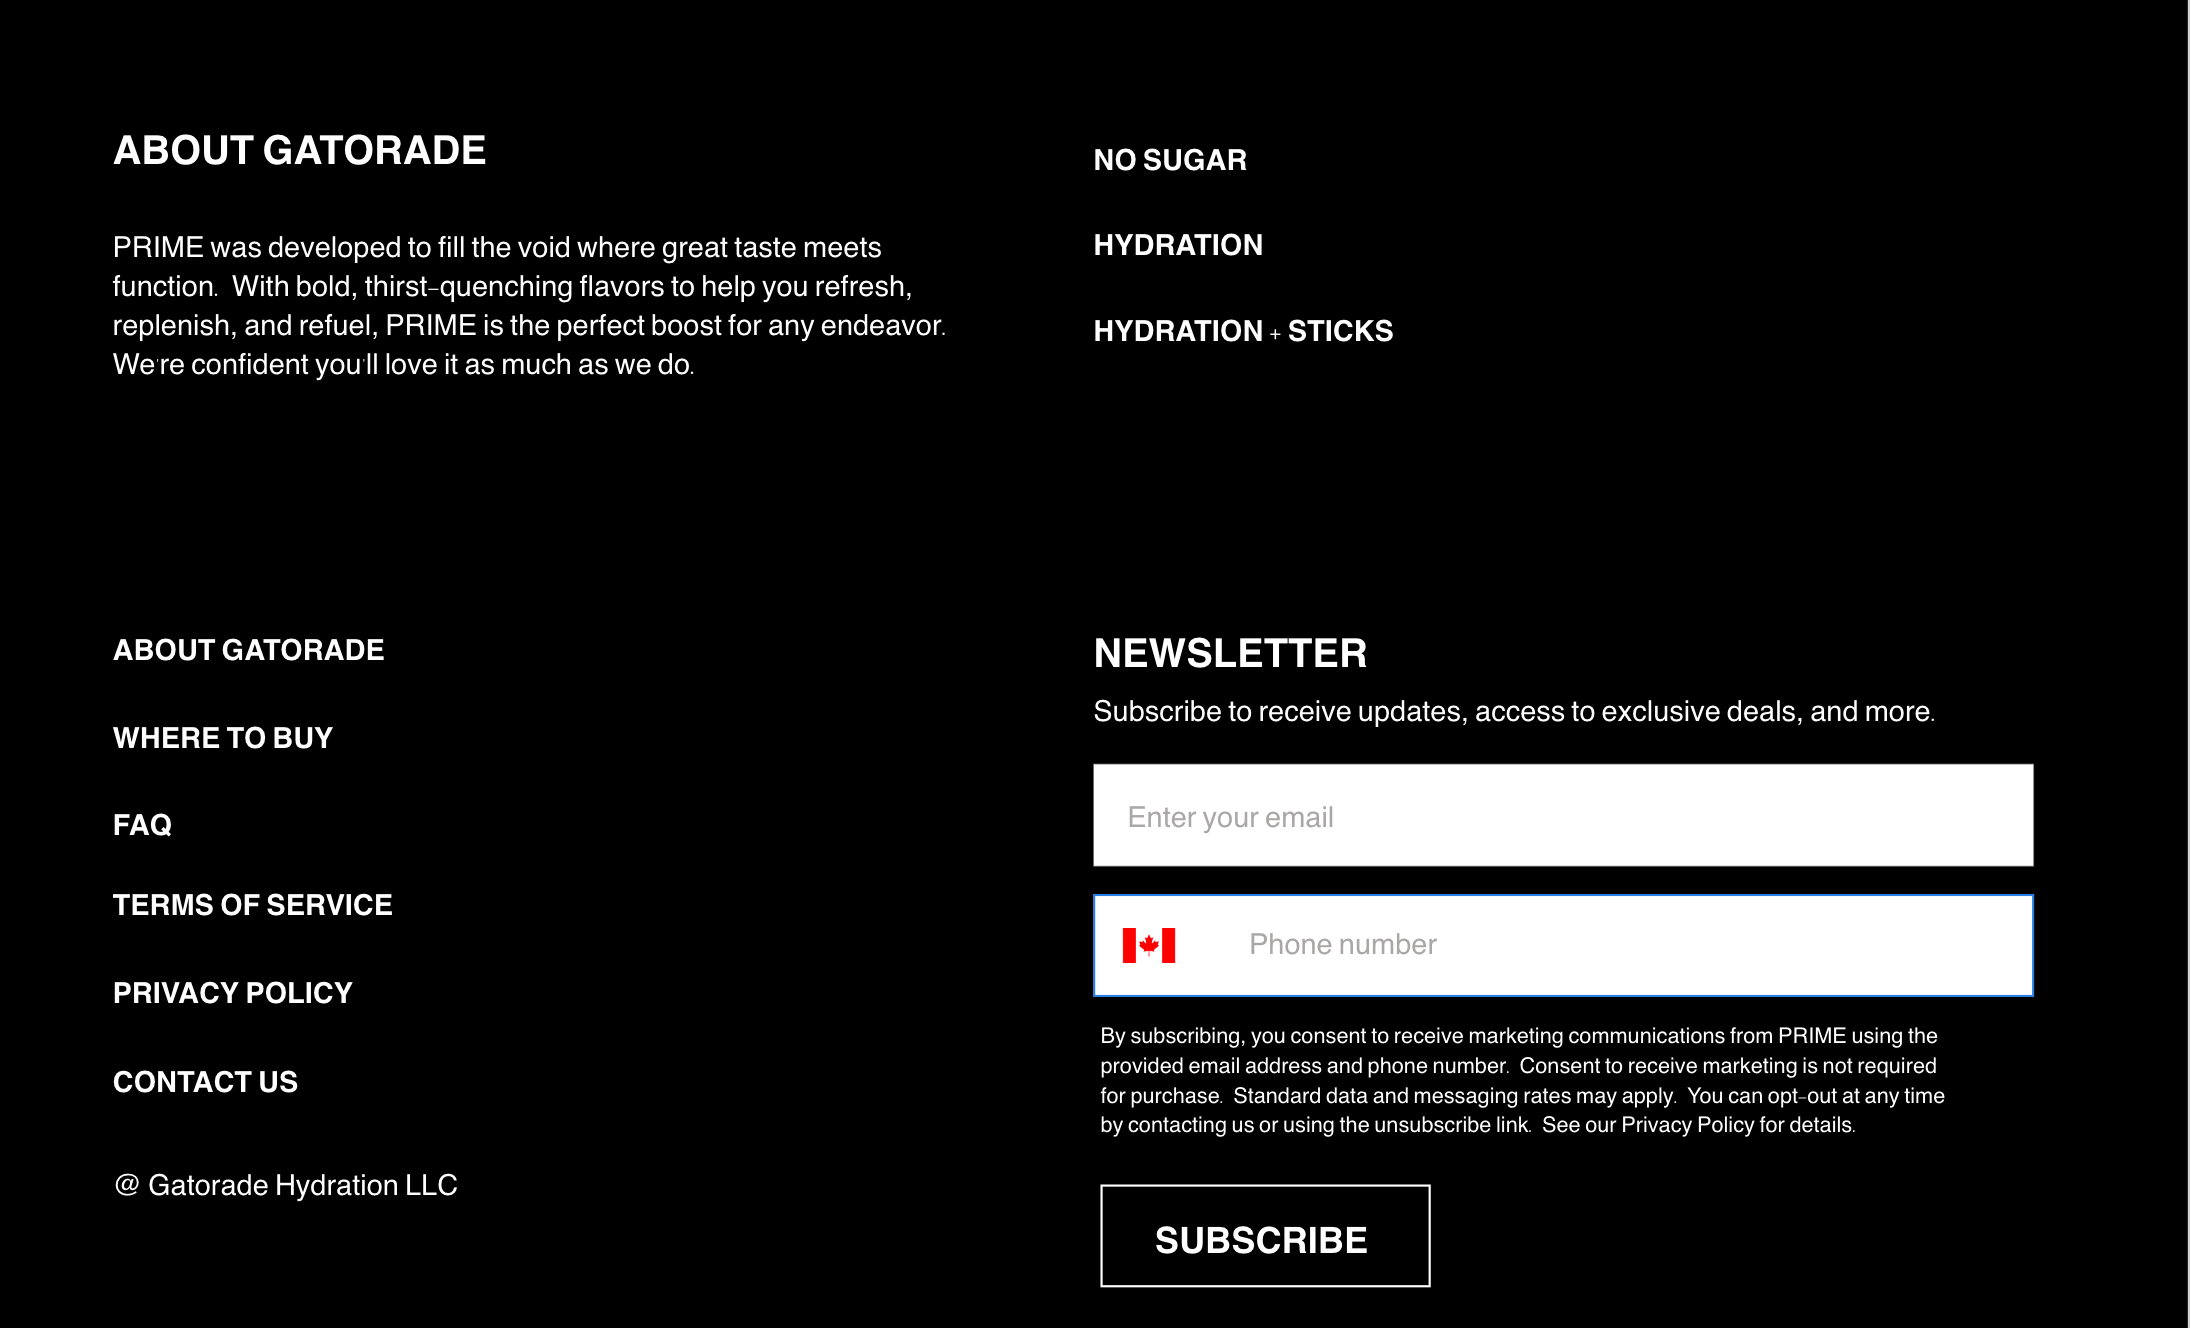 ABOUT GATORADE
PRIME was developed to fill the void where great taste meets
function.  With bold, thirst-quenching flavors to help you refresh,
replenish, and refuel, PRIME is the perfect boost for any endeavor.
We're confident you'll love it as much as we do.
NO SUGAR
HYDRATION
HYDRATION + STICKS
ABOUT GATORADE
WHERE TO BUY
FAQ
TERMS OF SERVICE
PRIVACY POLICY
CONTACT US
@ Gatorade Hydration LLC
NEWSLETTER
Subscribe to receive updates, access to exclusive deals, and more.
Enter your email
Phone number
By subscribing, you consent to receive marketing communications from PRIME using the
provided email address and phone number.  Consent to receive marketing is not required
for purchase.  Standard data and messaging rates may apply.  You can opt-out at any time
by contacting us or using the unsubscribe link.  See our Privacy Policy for details.
SUBSCRIBE